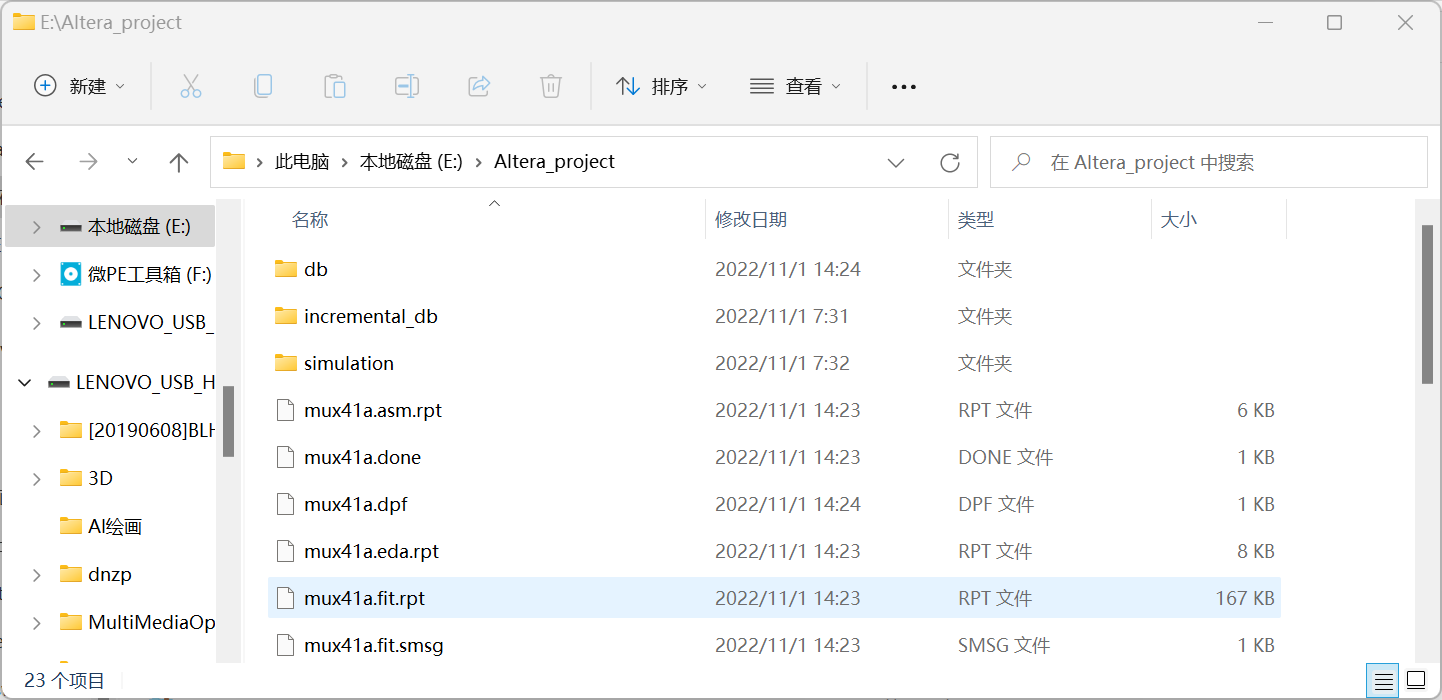 E:\Altera_project
新建 排序 查看
此电脑 本地磁盘 (E:) Altera_project 在 Altera_project 中搜索
本地磁盘 (E:)
微PE工具箱 (F:)
LENOVO_USB_
LENOVO_USB_H
[20190608]BLH
3D
AI绘画
dnzp
MultiMediaOp
名称 修改日期 类型 大小
db 2022/11/1 14:24 文件夹
incremental_db 2022/11/1 7:31 文件夹
simulation 2022/11/1 7:32 文件夹
mux41a.asm.rpt 2022/11/1 14:23 RPT 文件 6 KB
mux41a.done 2022/11/1 14:23 DONE 文件 1 KB
mux41a.dpf 2022/11/1 14:24 DPF 文件 1 KB
mux41a.eda.rpt 2022/11/1 14:23 RPT 文件 8 KB
mux41a.fit.rpt 2022/11/1 14:23 RPT 文件 167 KB
mux41a.fit.smsg 2022/11/1 14:23 SMSG 文件 1 KB
23 个项目